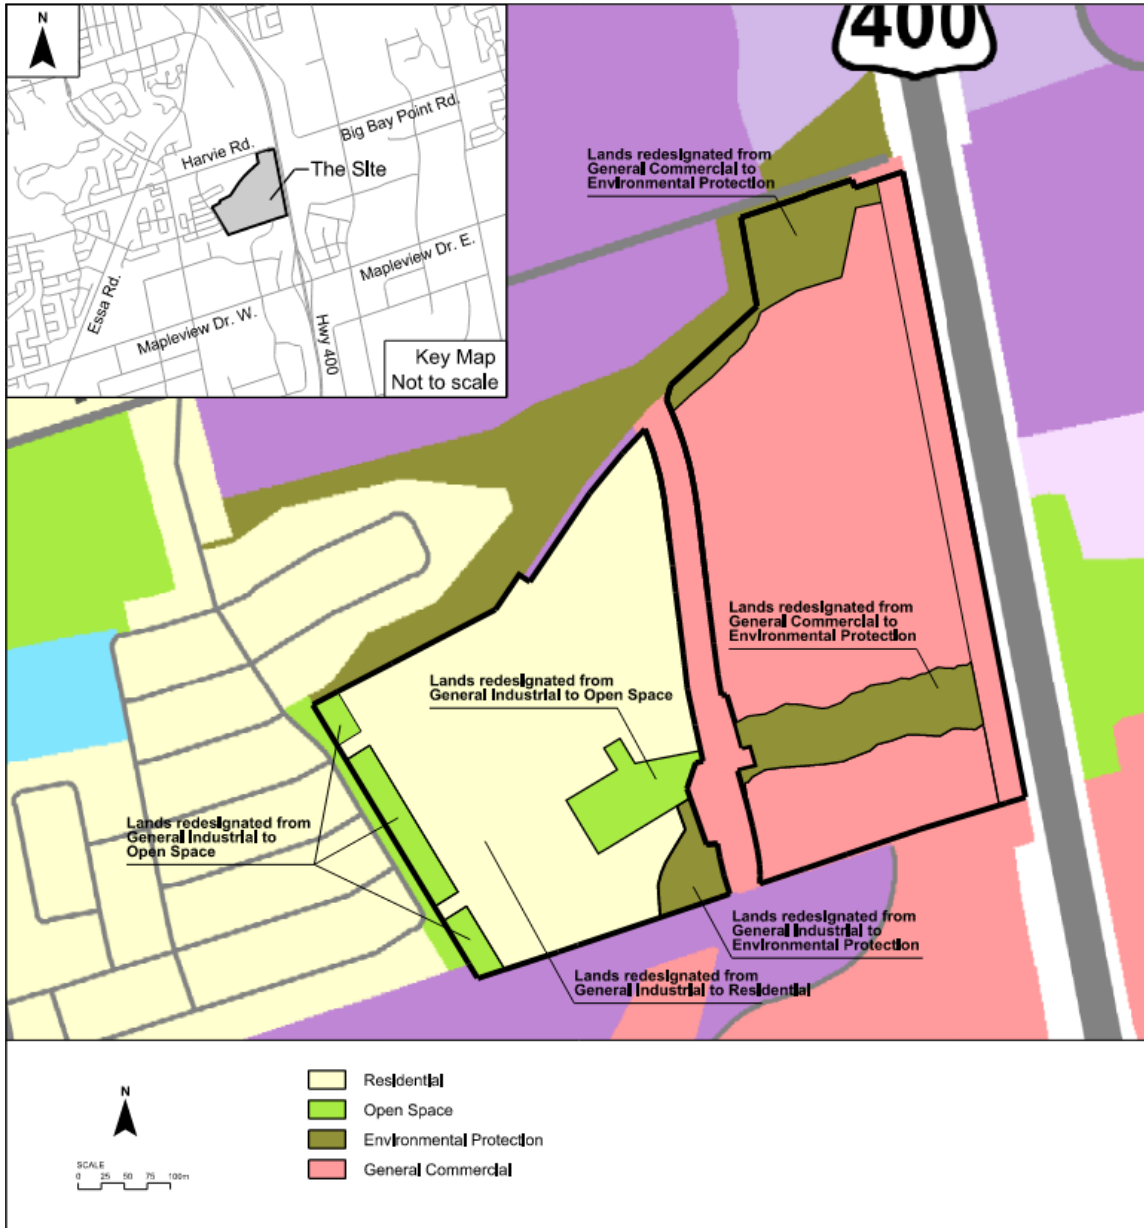 N
Harvie Rd.
Big Bay Point Rd.
The Site
Essa Rd.
Mapleview Dr. E.
Mapleview Dr. W.
Hwy 400
Key Map
Not to scale
400
Lands redesignated from
General Commercial to
Environmental Protection
Lands redesignated from
General Commercial to
Environmental Protection
Lands redesignated from
General Industrial to Open Space
Lands redesignated from
General Industrial to
Open Space
Lands redesignated from
General Industrial to
Environmental Protection
Lands redesignated from
General Industrial to Residential
N
SCALE
0 25 50 75 100m
Residential
Open Space
Environmental Protection
General Commercial